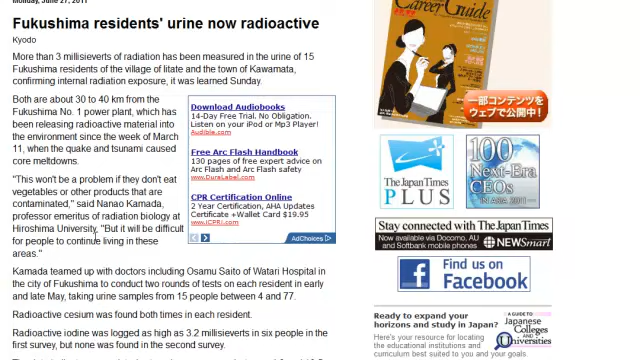 Monday, June 27, 2011
Fukushima residents' urine now radioactive
Kyodo
More than 3 millisieverts of radiation has been measured in the urine of 15
Fukushima residents of the village of Iitate and the town of Kawamata,
confirming internal radiation exposure, it was learned Sunday.
Both are about 30 to 40 km from the
Fukushima No. 1 power plant, which has
been releasing radioactive material into
the environment since the week of March
11, when the quake and tsunami caused
core meltdowns.
"This won't be a problem if they don't eat
vegetables or other products that are
contaminated," said Nanao Kamada,
professor emeritus of radiation biology at
Hiroshima University. "But it will be difficult
for people to continue living in these
areas."
Kamada teamed up with doctors including Osamu Saito of Watari Hospital in
the city of Fukushima to conduct two rounds of tests on each resident in early
and late May, taking urine samples from 15 people between 4 and 77.
Radioactive cesium was found both times in each resident.
Radioactive iodine was logged as high as 3.2 millisieverts in six people in the
first survey, but none was found in the second survey.
Download Audiobooks
14-Day Free Trial, No Obligation.
Listen on your iPod or Mp3 Player!
Audible.com
Free Arc Flash Handbook
130 pages of free expert advice on
Arc Flash and Arc Flash safety
www.DuraLabel.com
CPR Certification Online
2 Year Certification, AHA Updates
Certificate +Wallet Card $19.95
www.ICPRI.com
AdChoices
Career Guide
一部コンテンツを
ウェブで公開中！
The Japan Times
PLUS
100
Next-Era
CEOs
IN ASIA 2011
Stay connected with The Japan Times
Now available via Docomo, AU
and Softbank mobile phones
NEWSmart
Find us on
Facebook
Ready to expand your
horizons and study in Japan?
Here's your resource for locating
the educational institutions and
curriculum best suited to you and your goals.
A GUIDE TO
Japanese
Colleges
and
Universities